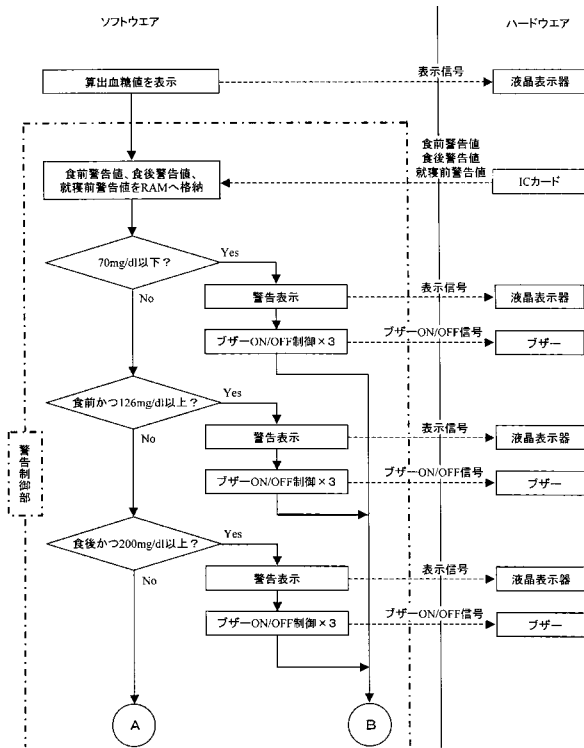 ソフトウエア
ハードウエア
算出血糖値を表示
表示信号
液晶表示器
食前警告値
食後警告値
就寝前警告値
食前警告値、食後警告値、
就寝前警告値をRAMへ格納
ICカード
70mg/dl以下？
Yes
No
警告表示
表示信号
液晶表示器
ブザーON/OFF制御×3
ブザーON/OFF信号
ブザー
食前かつ126mg/dl以上？
Yes
No
警告表示
表示信号
液晶表示器
警告制御部
ブザーON/OFF制御×3
ブザーON/OFF信号
ブザー
食後かつ200mg/dl以上？
Yes
No
警告表示
表示信号
液晶表示器
ブザーON/OFF制御×3
ブザーON/OFF信号
ブザー
A
B